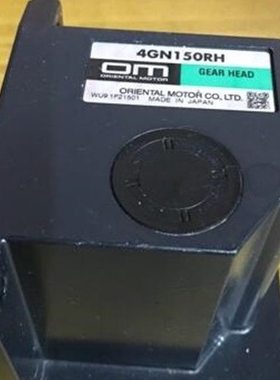 4GN150RH
OM
ORIENTAL MOTOR
GEAR HEAD
ORIENTAL MOTOR CO., LTD.
MADE IN JAPAN